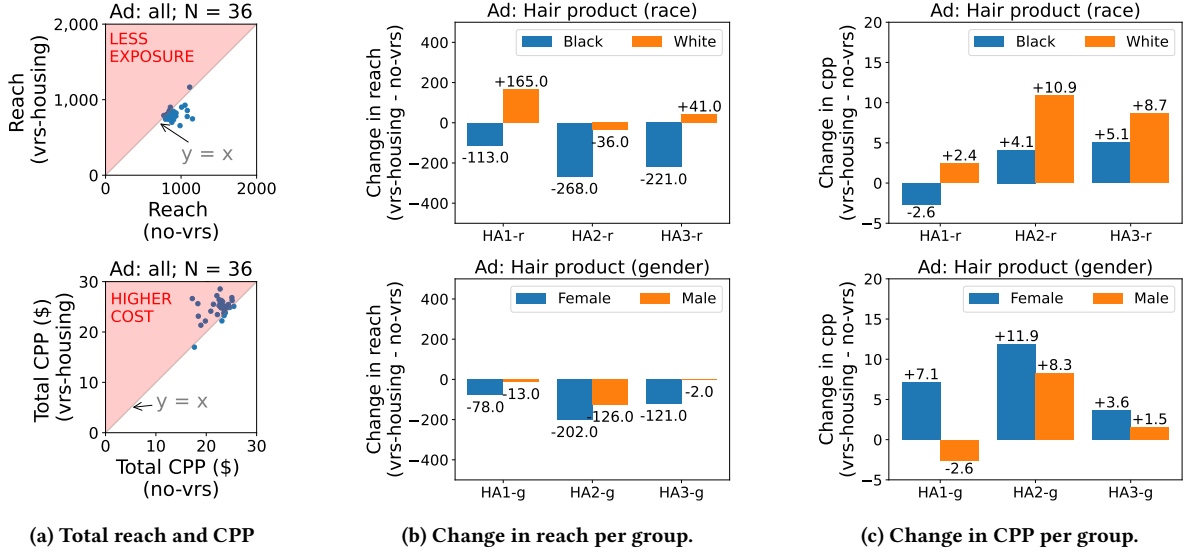 Ad: all; N = 36
2,000
1,000
0
Reach
(vrs-housing)
LESS
EXPOSURE
y = x
0
1000
2000
Reach
(no-vrs)
Ad: all; N = 36
30
20
10
0
Total CPP ($)
(vrs-housing)
HIGHER
COST
y = x
0
10
20
30
Total CPP ($)
(no-vrs)
(a) Total reach and CPP
Ad: Hair product (race)
Black
White
400
200
0
−200
−400
Change in reach
(vrs-housing - no-vrs)
-113.0
+165.0
-268.0
-36.0
-221.0
+41.0
HA1-r
HA2-r
HA3-r
Ad: Hair product (gender)
Female
Male
400
200
0
−200
−400
Change in reach
(vrs-housing - no-vrs)
-78.0
-13.0
-202.0
-126.0
-121.0
-2.0
HA1-g
HA2-g
HA3-g
(b) Change in reach per group.
Ad: Hair product (race)
Black
White
20
15
10
5
0
−5
Change in cpp
(vrs-housing - no-vrs)
-2.6
+2.4
+4.1
+10.9
+5.1
+8.7
HA1-r
HA2-r
HA3-r
Ad: Hair product (gender)
Female
Male
20
15
10
5
0
−5
Change in cpp
(vrs-housing - no-vrs)
+7.1
-2.6
+11.9
+8.3
+3.6
+1.5
HA1-g
HA2-g
HA3-g
(c) Change in CPP per group.